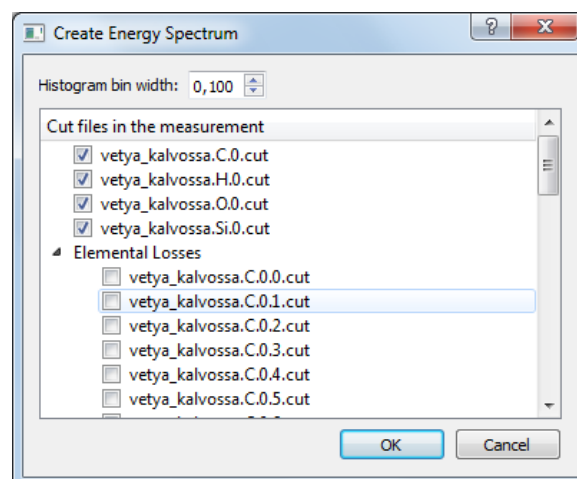 Create Energy Spectrum
Histogram bin width: 0,100
Cut files in the measurement
vetya_kalvossa.C.0.cut
vetya_kalvossa.H.0.cut
vetya_kalvossa.O.0.cut
vetya_kalvossa.Si.0.cut
Elemental Losses
vetya_kalvossa.C.0.0.cut
vetya_kalvossa.C.0.1.cut
vetya_kalvossa.C.0.2.cut
vetya_kalvossa.C.0.3.cut
vetya_kalvossa.C.0.4.cut
vetya_kalvossa.C.0.5.cut
OK Cancel